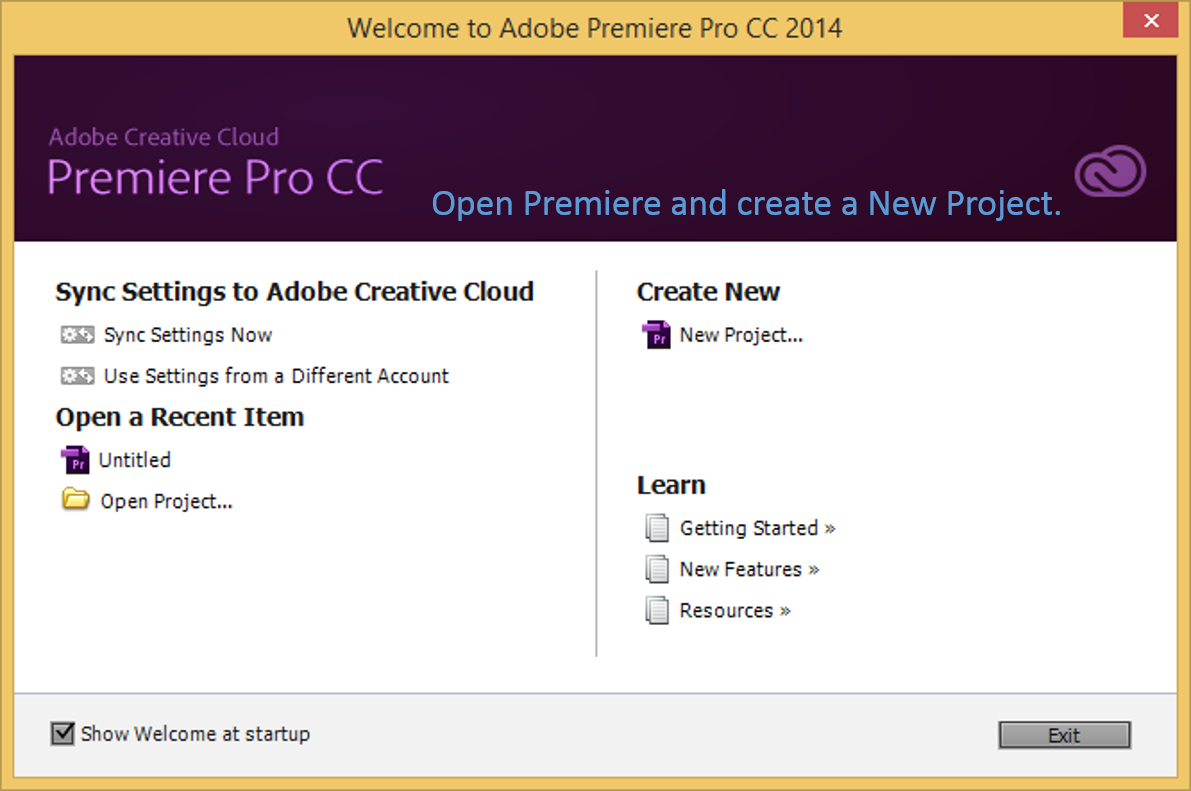 Welcome to Adobe Premiere Pro CC 2014
Adobe Creative Cloud
Premiere Pro CC
Open Premiere and create a New Project.
Sync Settings to Adobe Creative Cloud
Sync Settings Now
Use Settings from a Different Account
Open a Recent Item
Pr Untitled
Open Project...
Create New
Pr New Project...
Learn
Getting Started »
New Features »
Resources »
Show Welcome at startup
Exit